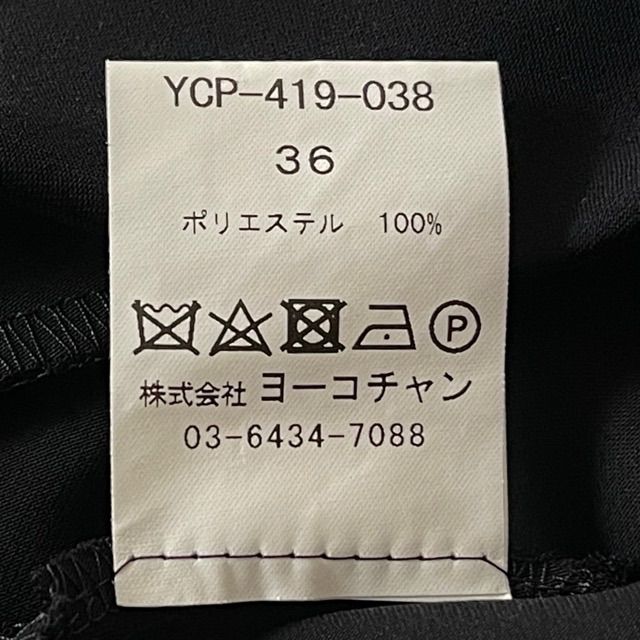 YCP-419-038
36
ポリエステル 100%
P
株式会社 ヨーコチャン
03-6434-7088